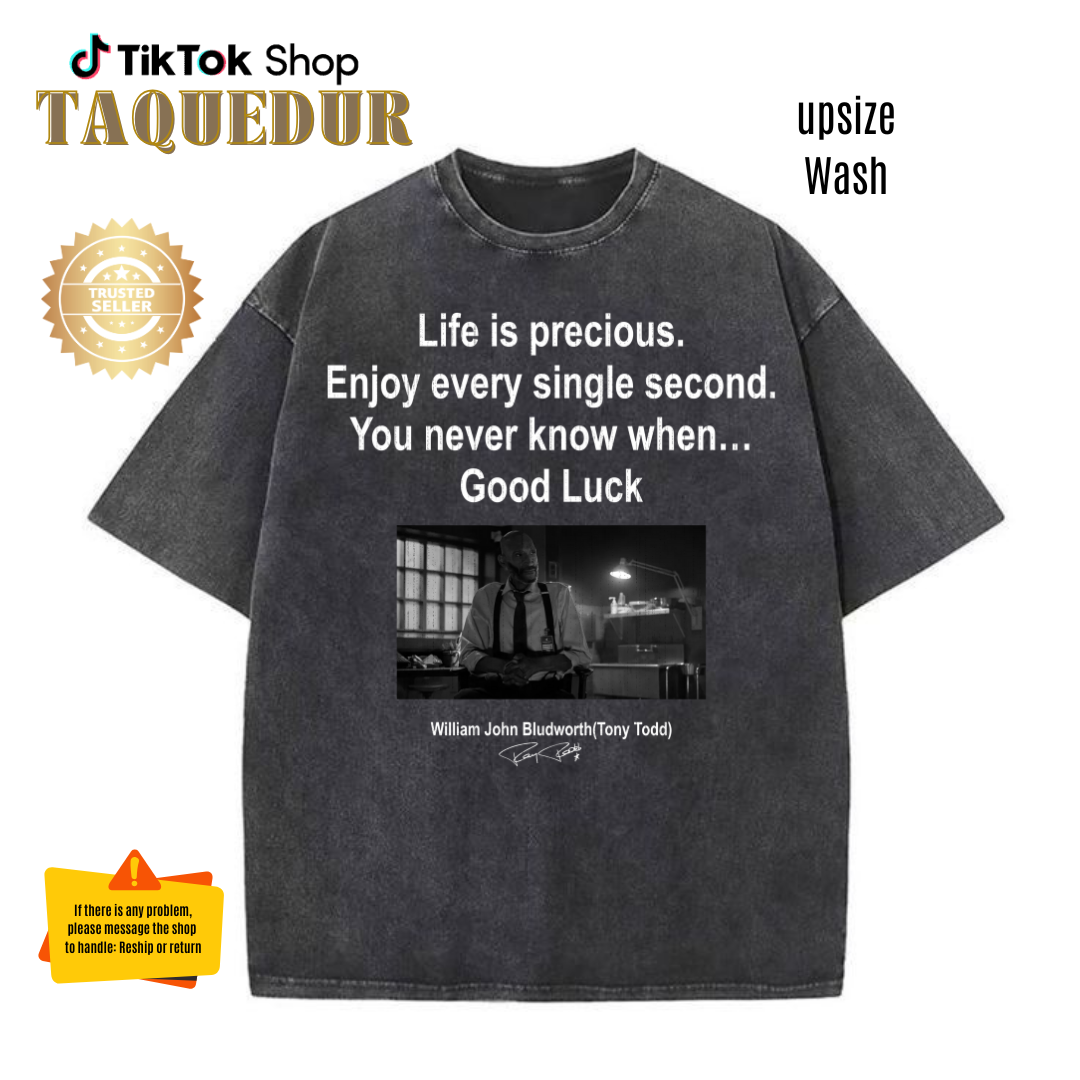 TikTok Shop
TAQUEDUR
upsize
Wash
TRUSTED
SELLER
Life is precious.
Enjoy every single second.
You never know when...
Good Luck
William John Bludworth(Tony Todd)
If there is any problem,
please message the shop
to handle: Reship or return